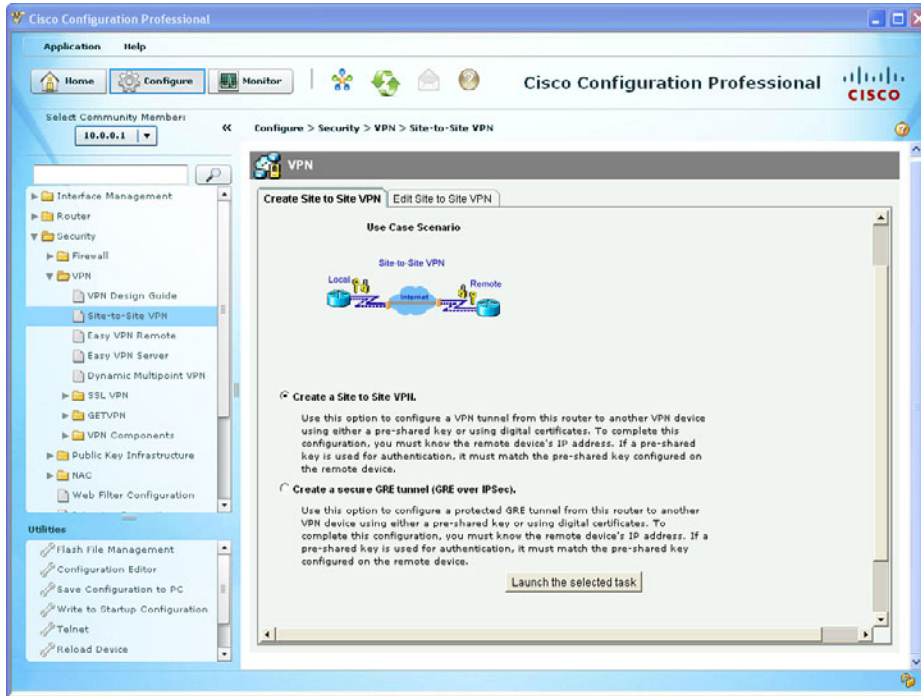 Cisco Configuration Professional
Application Help
Home Configure Monitor
Cisco Configuration Professional
CISCO
Select Community Member:
10.0.0.1
Configure > Security > VPN > Site-to-Site VPN
Interface Management
Router
Security
Firewall
VPN
VPN Design Guide
Site-to-Site VPN
Easy VPN Remote
Easy VPN Server
Dynamic Multipoint VPN
SSL VPN
GETVPN
VPN Components
Public Key Infrastructure
NAC
Web Filter Configuration
Utilities
Flash File Management
Configuration Editor
Save Configuration to PC
Write to Startup Configuration
Telnet
Reload Device
VPN
Create Site to Site VPN Edit Site to Site VPN
Use Case Scenario
Site-to-Site VPN
Local
Internet
Remote
Create a Site to Site VPN.
Use this option to configure a VPN tunnel from this router to another VPN device
using either a pre-shared key or using digital certificates. To complete this
configuration, you must know the remote device's IP address. If a pre-shared
key is used for authentication, it must match the pre-shared key configured on
the remote device.
Create a secure GRE tunnel (GRE over IPSec).
Use this option to configure a protected GRE tunnel from this router to another
VPN device using either a pre-shared key or using digital certificates. To
complete this configuration, you must know the remote device's IP address. If a
pre-shared key is used for authentication, it must match the pre-shared key
configured on the remote device.
Launch the selected task